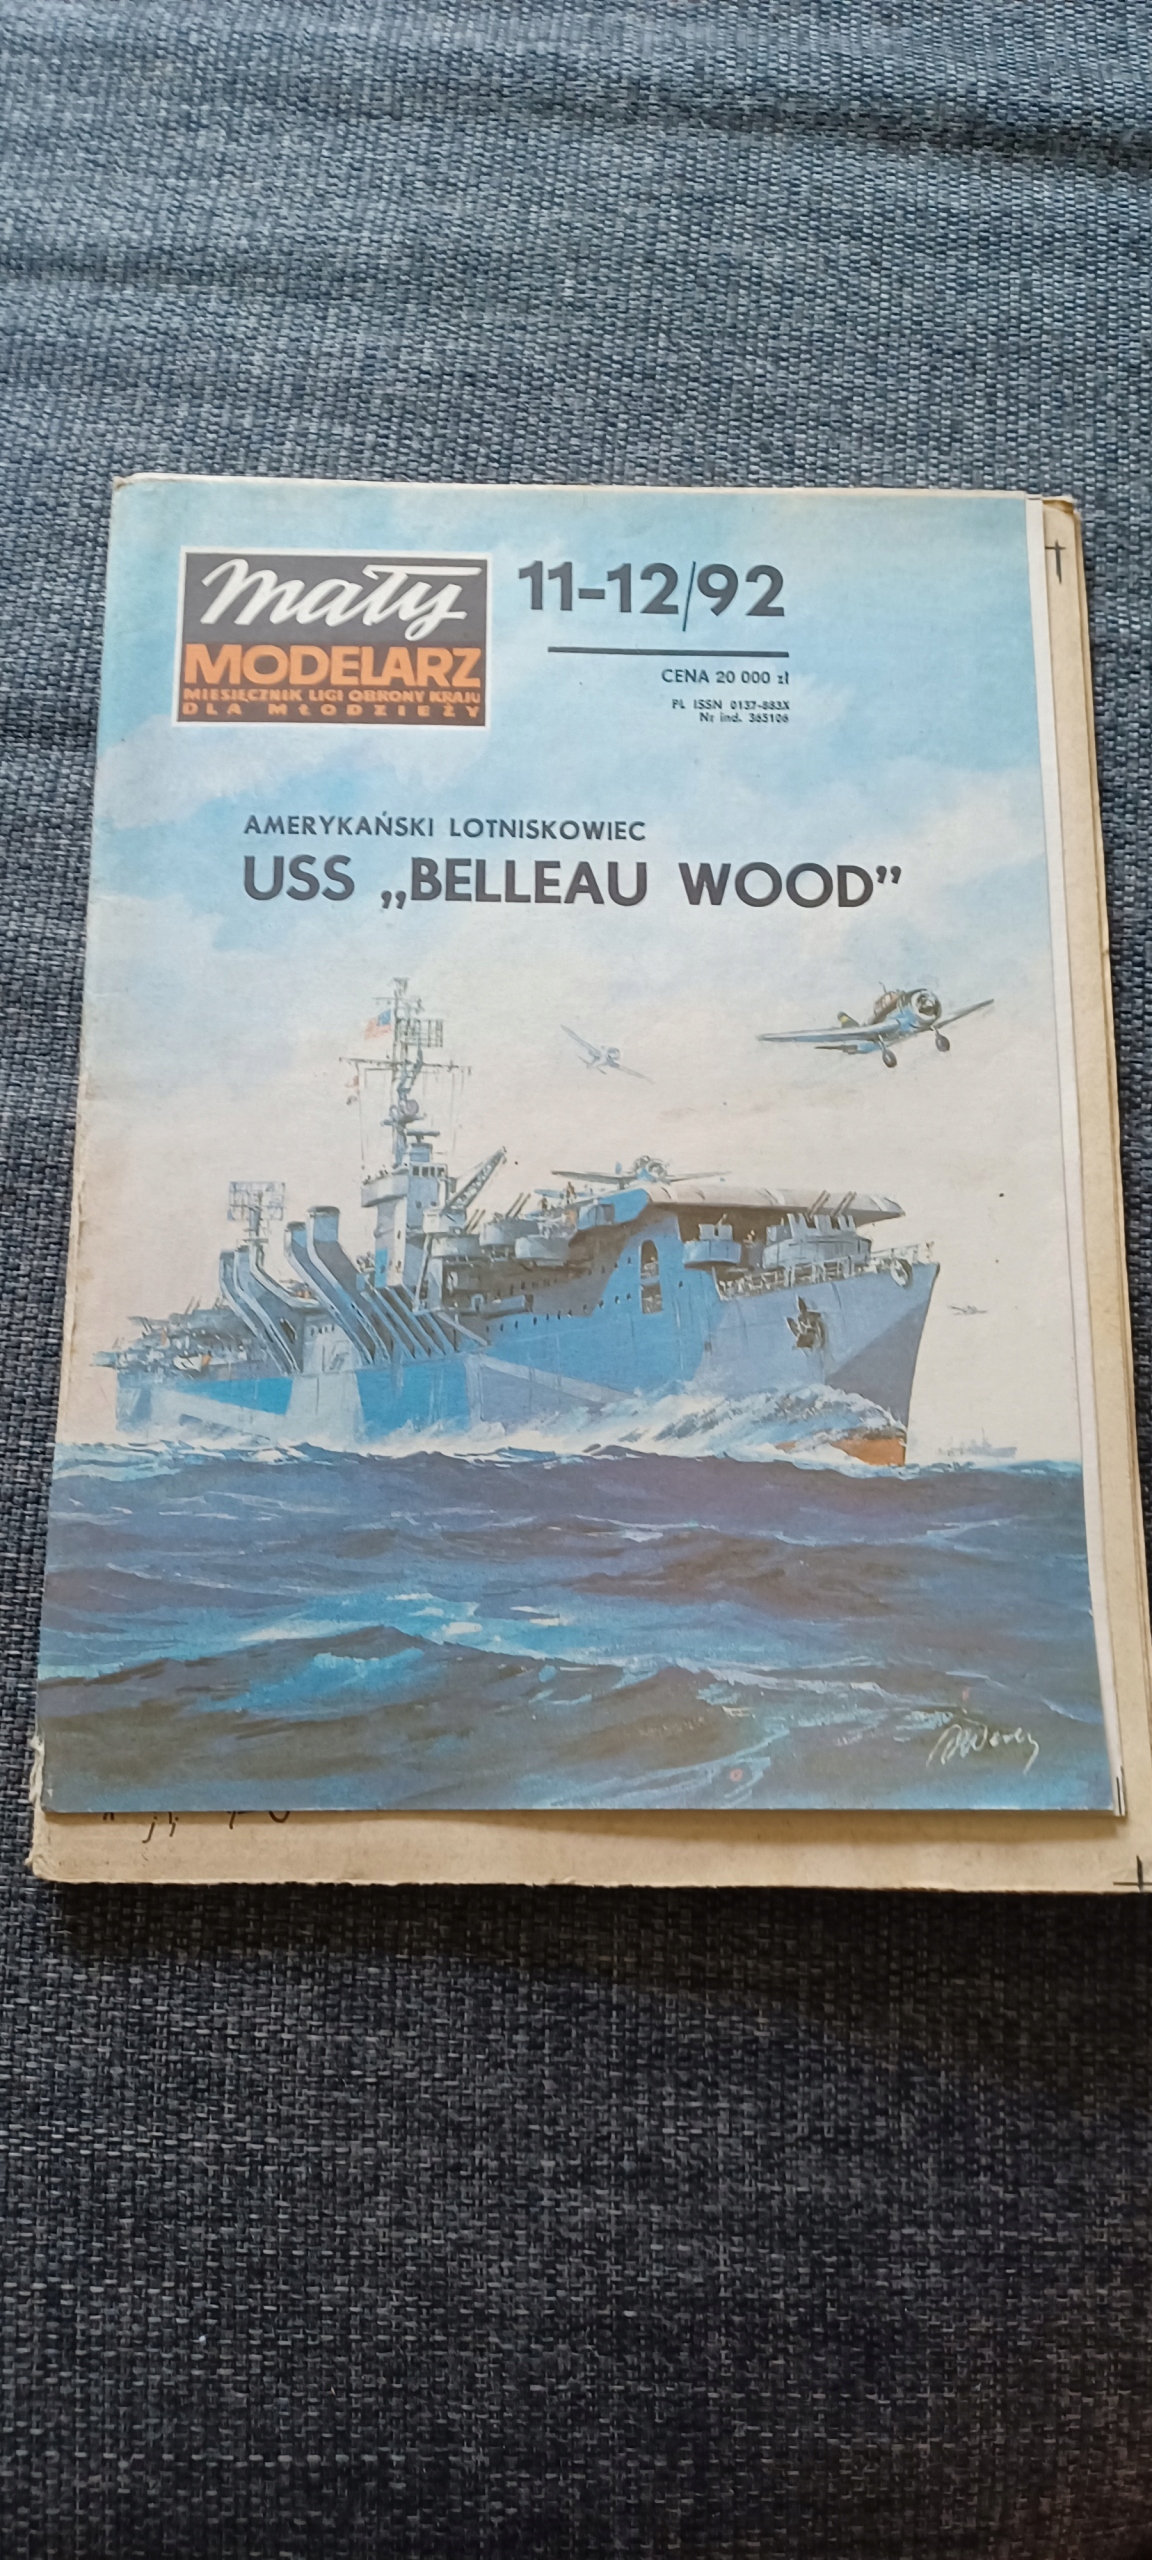 Mały
MODELARZ
MIESIĘCZNIK LIGI OBRONY KRAJU
DLA MŁODZIEŻY
11-12/92
CENA 20 000 zł
PL ISSN 0137-883X
Nr ind. 365106
AMERYKAŃSKI LOTNISKOWIEC
USS „BELLEAU WOOD”